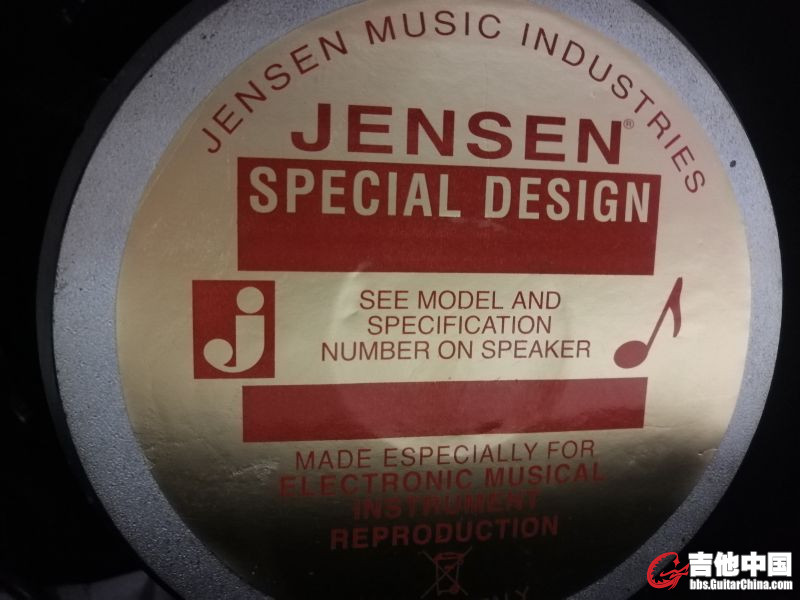 JENSEN MUSIC INDUSTRIES
JENSEN®
SPECIAL DESIGN
j
SEE MODEL AND
SPECIFICATION
NUMBER ON SPEAKER
MADE ESPECIALLY FOR
ELECTRONIC MUSICAL
INSTRUMENT
REPRODUCTION
吉他中国
bbs.GuitarChina.com